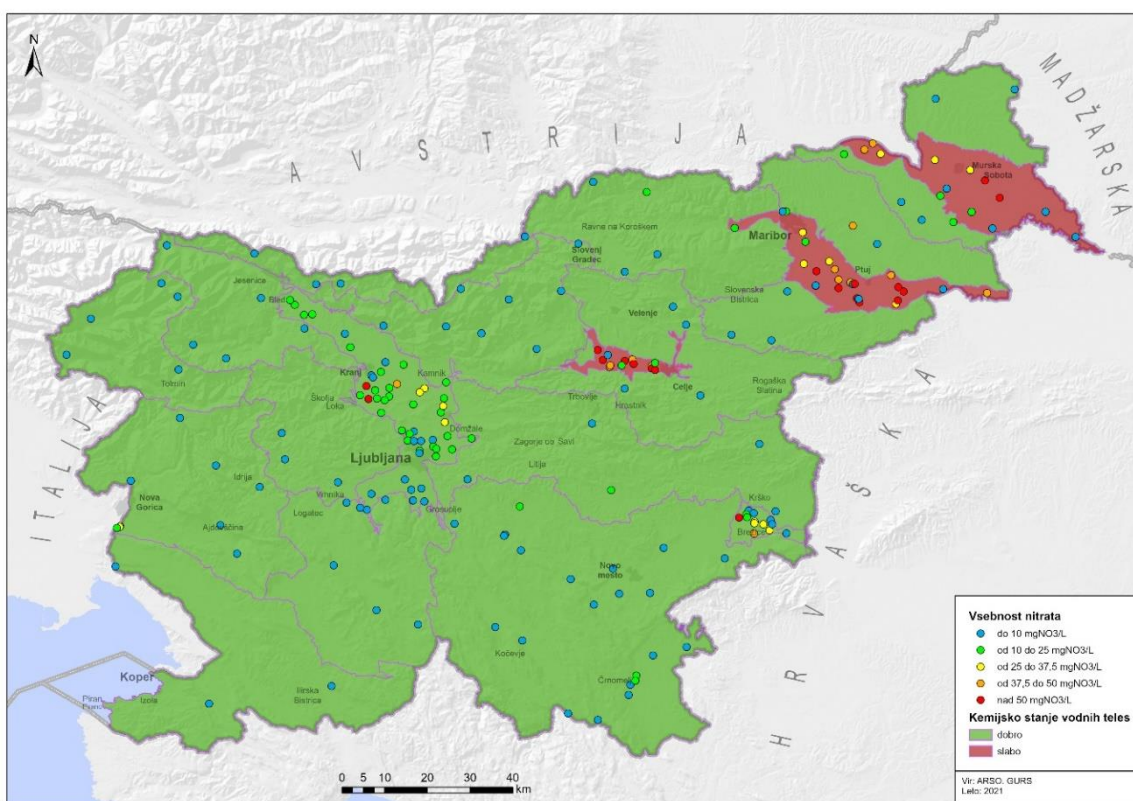 N
AVSTRIJA
MADŽARSKA
ITALIJA
HRVAŠKA
Murska
Sobota
Ravne na Koroškem
Maribor
Slovenj
Gradec
Ptuj
Jesenice
Slovenska
Bistrica
Bled
Velenje
Tolmin
Kranj
Kamnik
Celje
Rogaška
Slatina
Škofja
Loka
Trbovlje
Hrastnik
Domžale
Zagorje ob Savi
Ljubljana
Litija
Idrija
Vrhnika
Krško
Nova
Gorica
Logatec
Grosuplje
Ajdovščina
Brežice
Novo
mesto
Kočevje
Koper
Črnomelj
Piran
Izola
Ilirska
Bistrica
0 5 10 20 30 40
km
Vsebnost nitrata
do 10 mgNO3/L
od 10 do 25 mgNO3/L
od 25 do 37,5 mgNO3/L
od 37,5 do 50 mgNO3/L
nad 50 mgNO3/L
Kemijsko stanje vodnih teles
dobro
slabo
Vir: ARSO, GURS
Leto: 2021